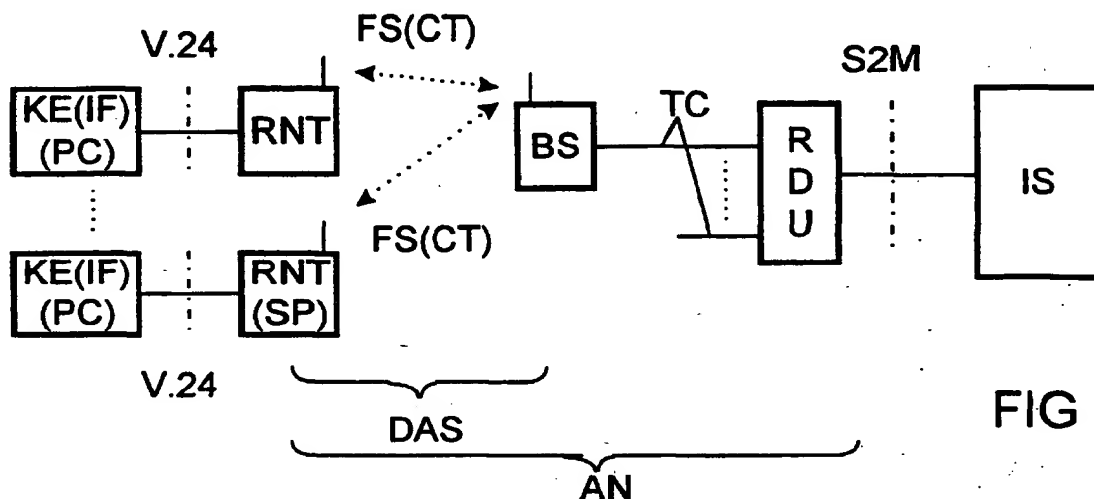 V.24
FS(CT)
S2M
KE(IF)
(PC)
RNT
BS
TC
R
D
U
IS
FS(CT)
KE(IF)
(PC)
RNT
(SP)
V.24
DAS
FIG
AN